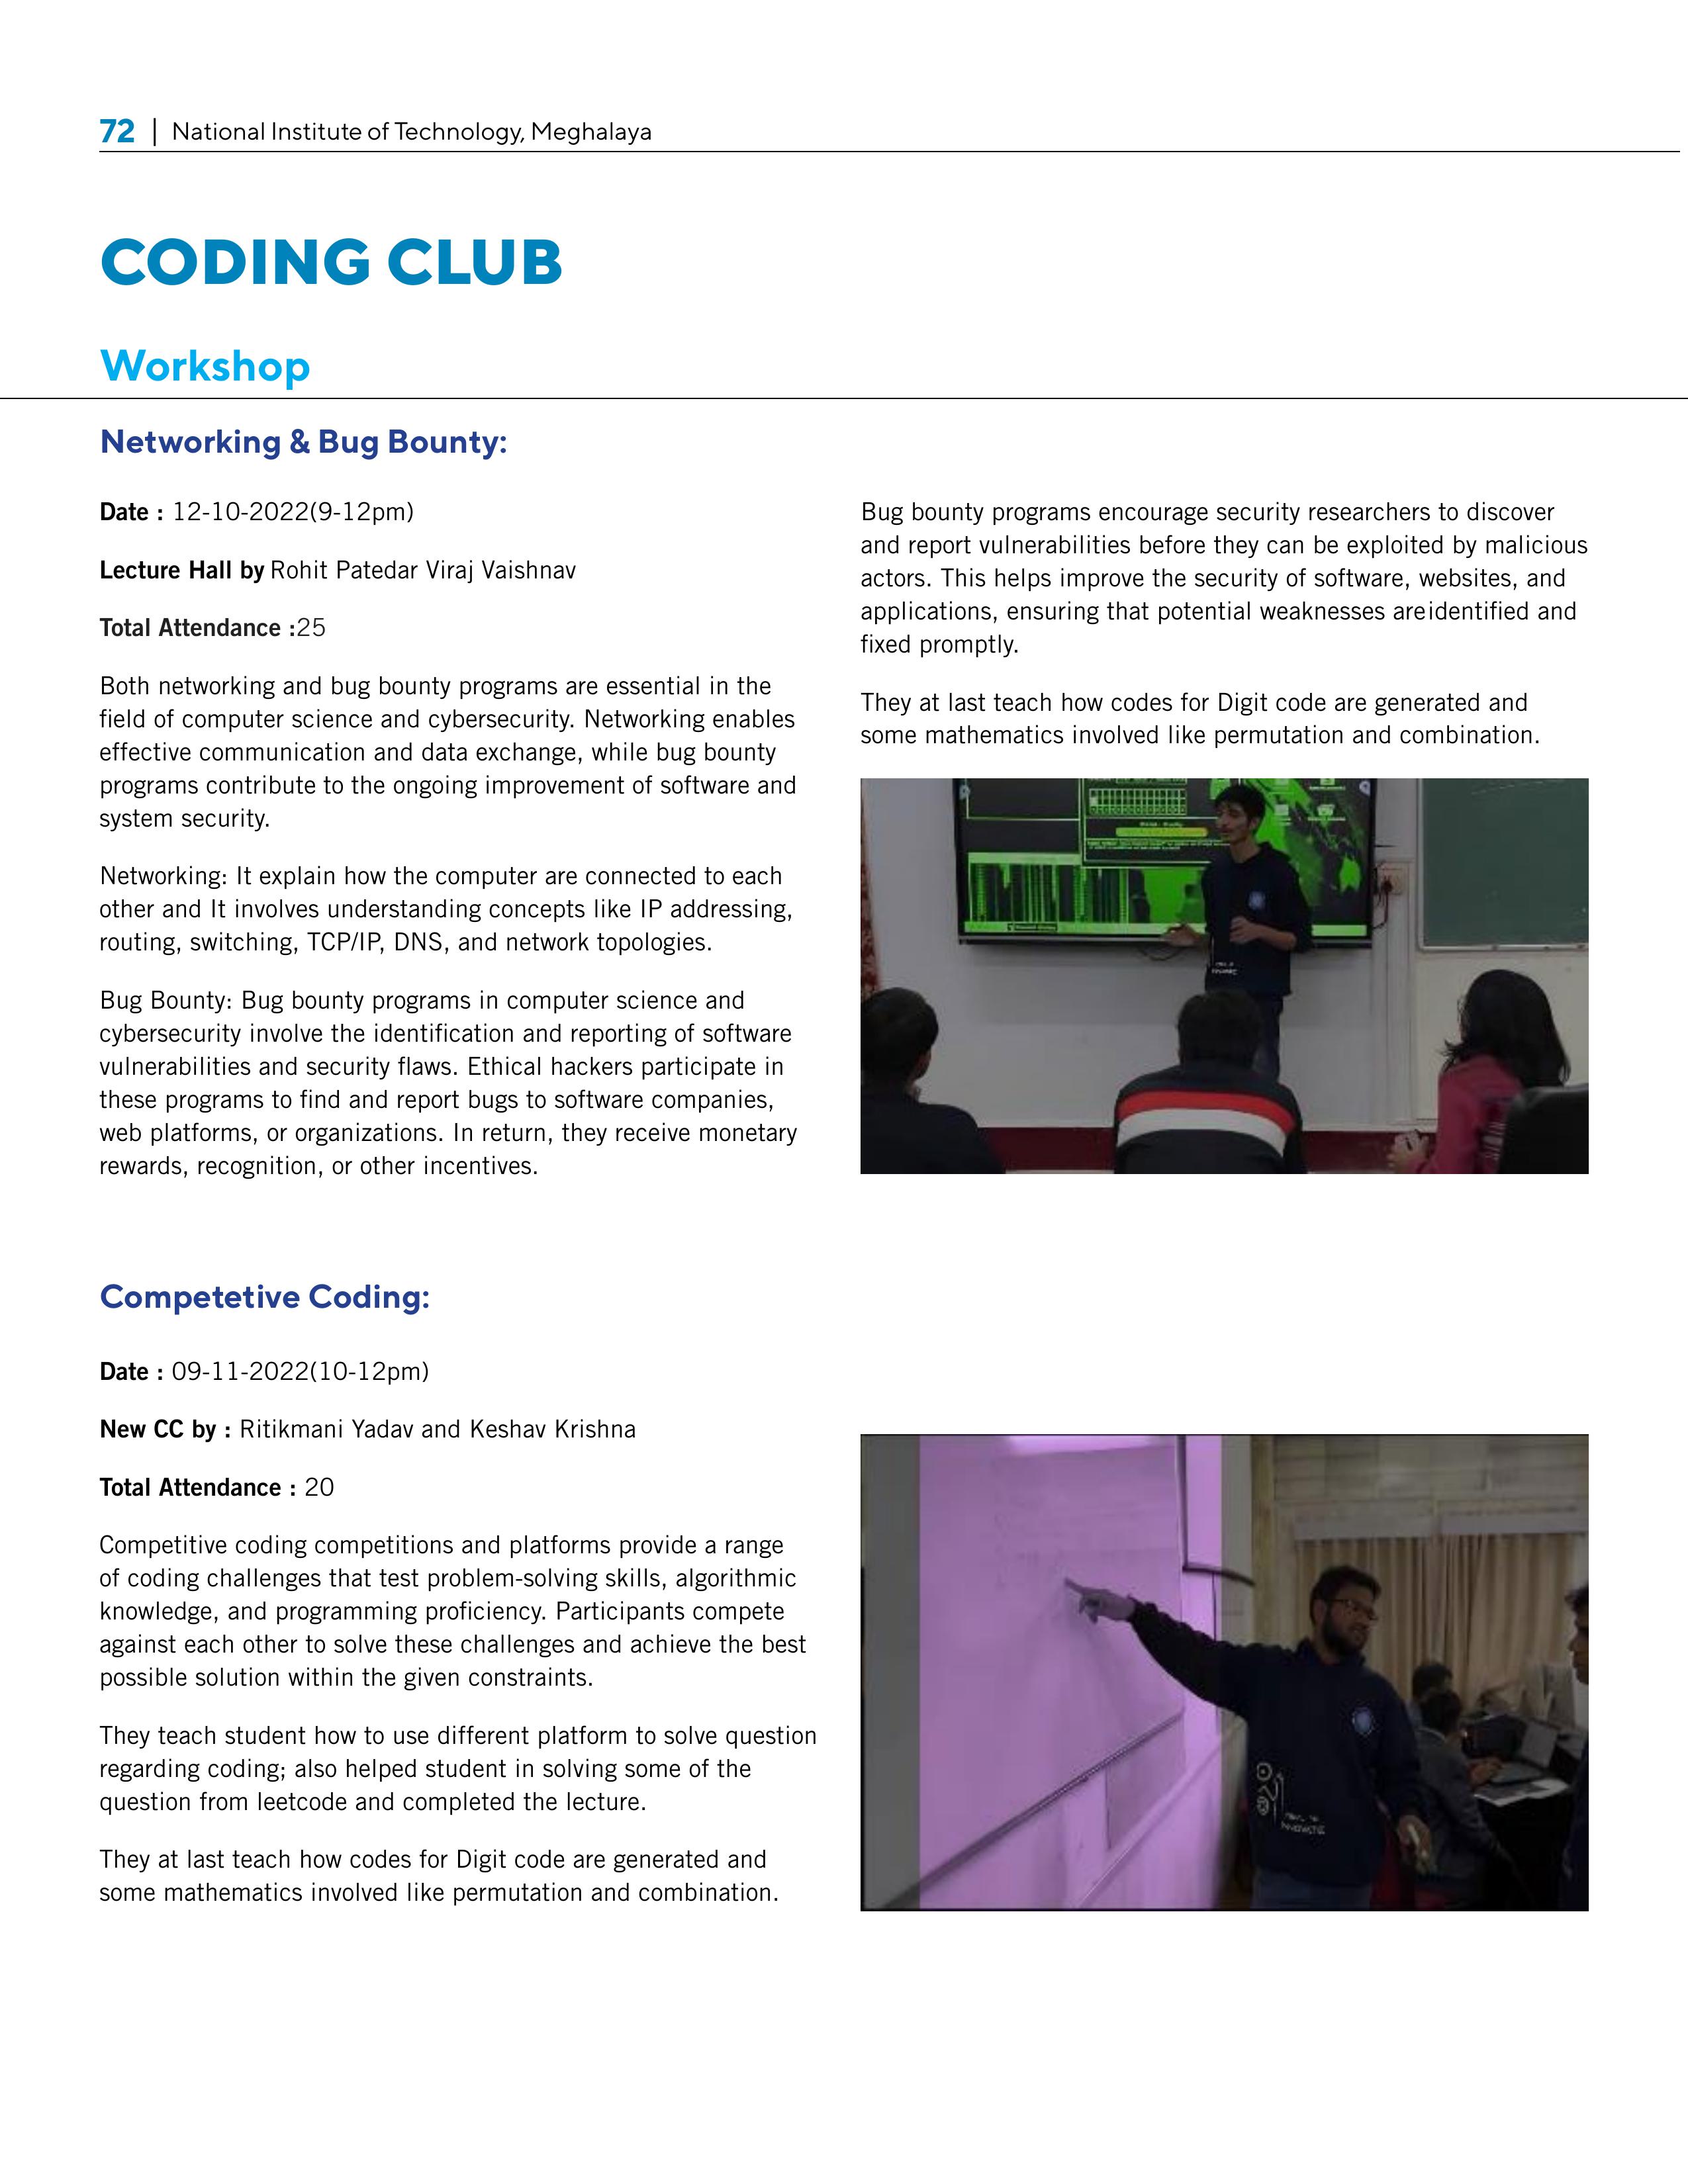 72 | National Institute of Technology, Meghalaya
CODING CLUB
Workshop
Networking & Bug Bounty:
Date : 12-10-2022(9-12pm)
Lecture Hall by Rohit Patedar Viraj Vaishnav
Total Attendance :25
Both networking and bug bounty programs are essential in the
field of computer science and cybersecurity. Networking enables
effective communication and data exchange, while bug bounty
programs contribute to the ongoing improvement of software and
system security.
Networking: It explain how the computer are connected to each
other and It involves understanding concepts like IP addressing,
routing, switching, TCP/IP, DNS, and network topologies.
Bug Bounty: Bug bounty programs in computer science and
cybersecurity involve the identification and reporting of software
vulnerabilities and security flaws. Ethical hackers participate in
these programs to find and report bugs to software companies,
web platforms, or organizations. In return, they receive monetary
rewards, recognition, or other incentives.
Bug bounty programs encourage security researchers to discover
and report vulnerabilities before they can be exploited by malicious
actors. This helps improve the security of software, websites, and
applications, ensuring that potential weaknesses areidentified and
fixed promptly.
They at last teach how codes for Digit code are generated and
some mathematics involved like permutation and combination.
Competetive Coding:
Date : 09-11-2022(10-12pm)
New CC by : Ritikmani Yadav and Keshav Krishna
Total Attendance : 20
Competitive coding competitions and platforms provide a range
of coding challenges that test problem-solving skills, algorithmic
knowledge, and programming proficiency. Participants compete
against each other to solve these challenges and achieve the best
possible solution within the given constraints.
They teach student how to use different platform to solve question
regarding coding; also helped student in solving some of the
question from leetcode and completed the lecture.
They at last teach how codes for Digit code are generated and
some mathematics involved like permutation and combination.
INNOVATE